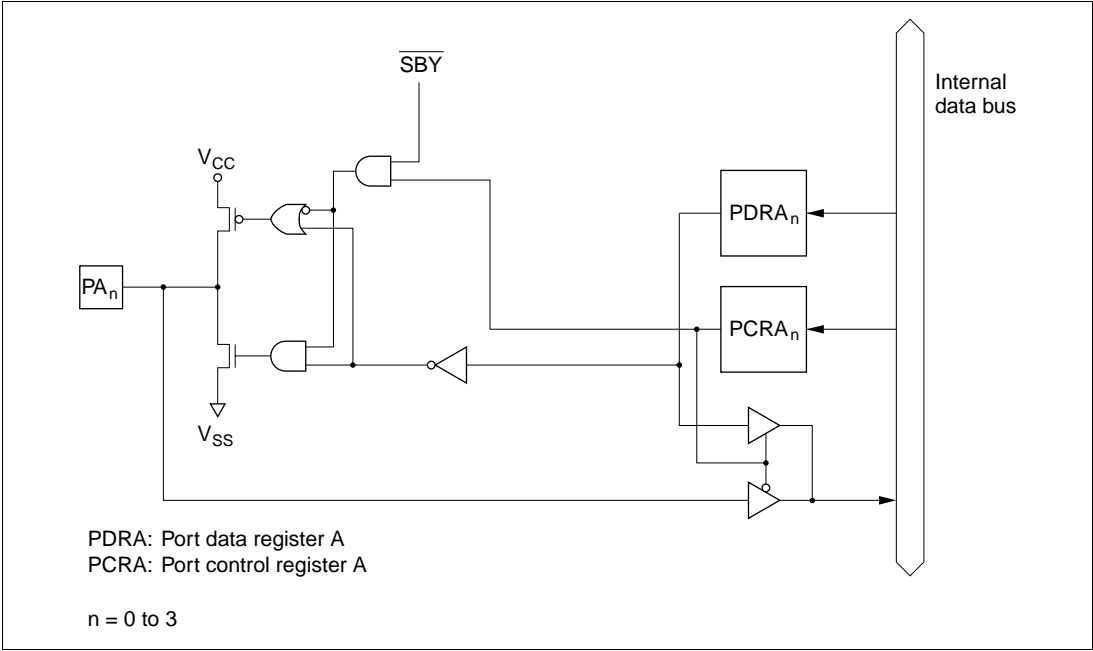 SBY
Internal
data bus
VCC
PDRAn
PAn
PCRAn
VSS
PDRA: Port data register A
PCRA: Port control register A
n = 0 to 3